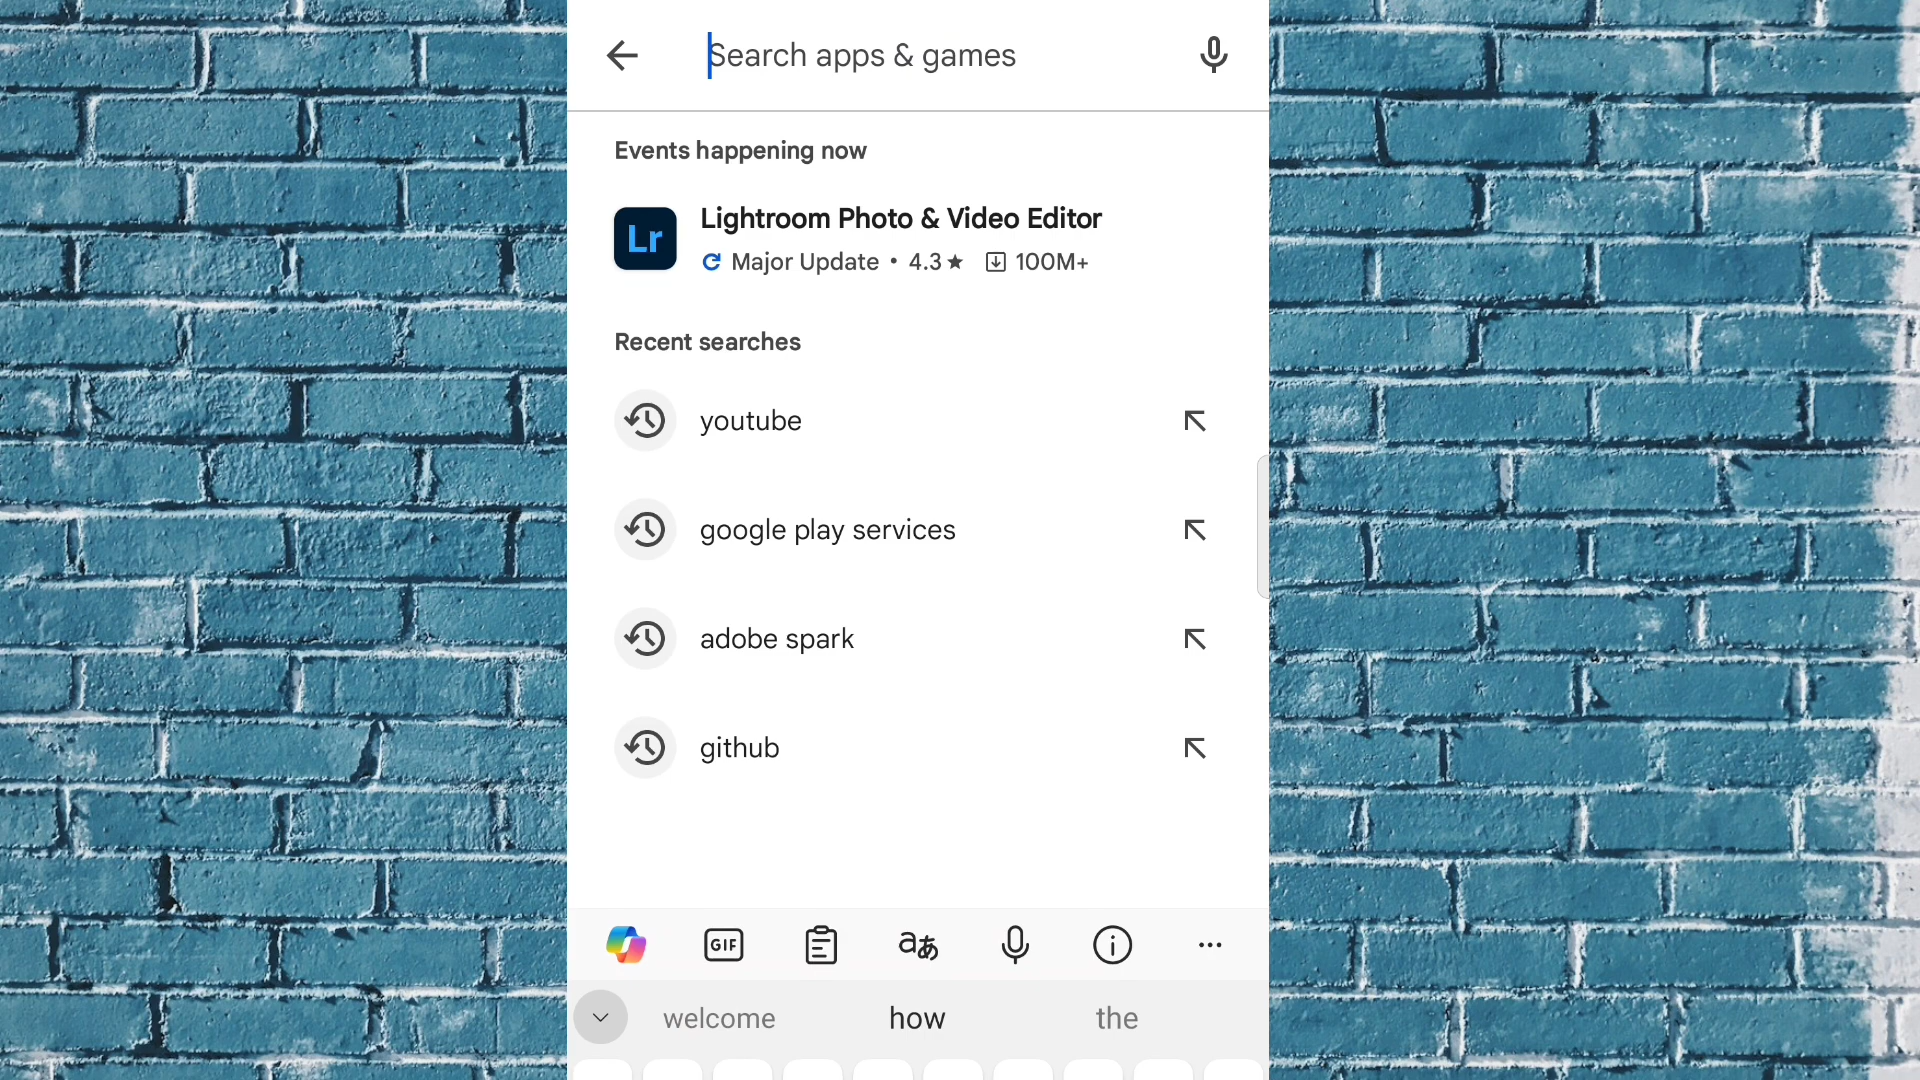 Search apps & games
Events happening now
Lr
Lightroom Photo & Video Editor
Major Update • 4.3★ 100M+
Recent searches
youtube
google play services
adobe spark
github
GIF
aあ
welcome how the